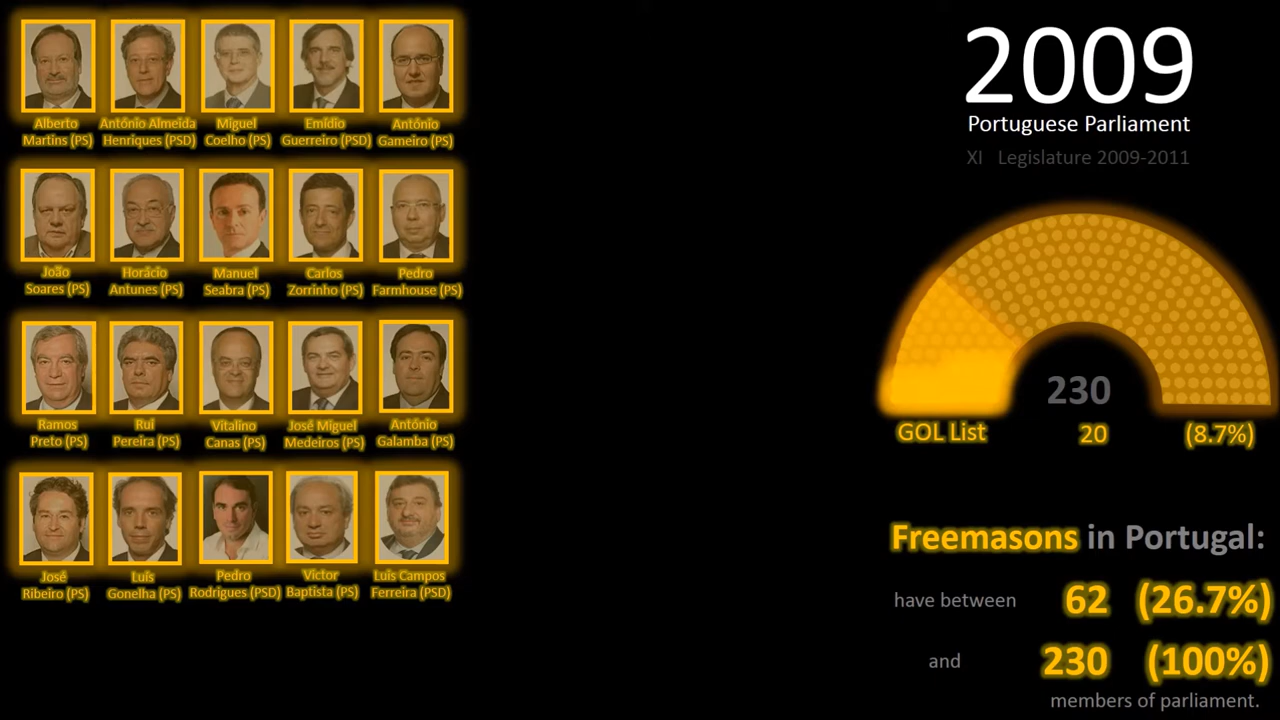 Alberto
Martins (PS)
António Almeida
Henriques (PSD)
Miguel
Coelho (PS)
Emídio
Guerreiro (PSD)
António
Gameiro (PS)
João
Soares (PS)
Horácio
Antunes (PS)
Manuel
Seabra (PS)
Carlos
Zorrinho (PS)
Pedro
Farmhouse (PS)
Ramos
Preto (PS)
Rui
Pereira (PS)
Vitalino
Canas (PS)
José Miguel
Medeiros (PS)
António
Galamba (PS)
José
Ribeiro (PS)
Luís
Gonelha (PS)
Pedro
Rodrigues (PSD)
Victor
Baptista (PS)
Luis Campos
Ferreira (PSD)
2009
Portuguese Parliament
XI Legislature 2009-2011
230
GOL List 20 (8.7%)
Freemasons in Portugal:
have between 62 (26.7%)
and 230 (100%)
members of parliament.